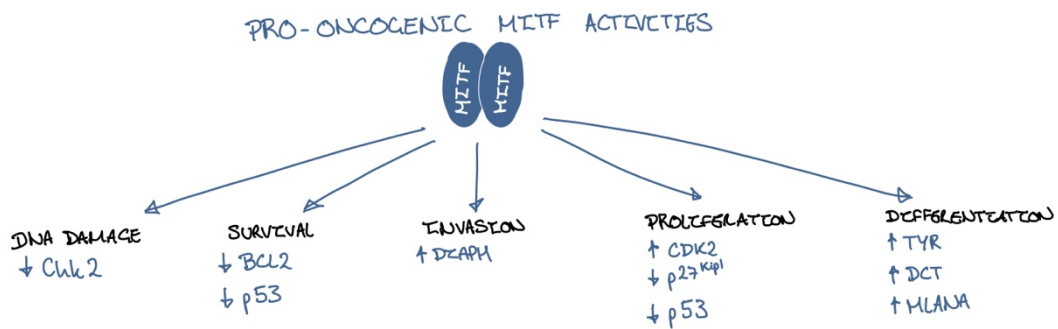 PRO-ONCOGENIC MITF ACTIVITIES
MITF MITF
DNA DAMAGE
↓ Chk2
SURVIVAL
↓ BCL2
↓ p53
INVASION
↑ DIAPH
PROLIFERATION
↑ CDK2
↓ p27Kip1
↓ p53
DIFFERENTIATION
↑ TYR
↑ DCT
↑ MLANA